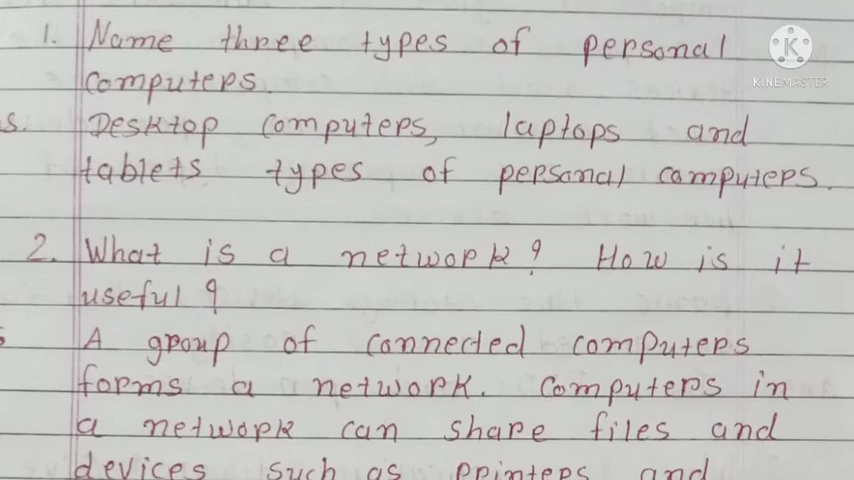 1. Name three types of personal
computers.
s. Desktop computers, laptops and
tablets types of personal computers.
2. What is a network? How is it
useful?
s A group of connected computers
forms a network. Computers in
a network can share files and
devices such as printers and
K
KINEMASTER